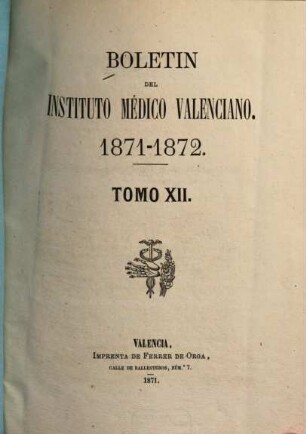 BOLETIN
DEL
INSTITUTO MÉDICO VALENCIANO.
1871-1872.
TOMO XII.
VALENCIA,
IMPRENTA DE FERRER DE ORGA,
CALLE DE BALLESTEROS, NÚM.º 7.
1871.